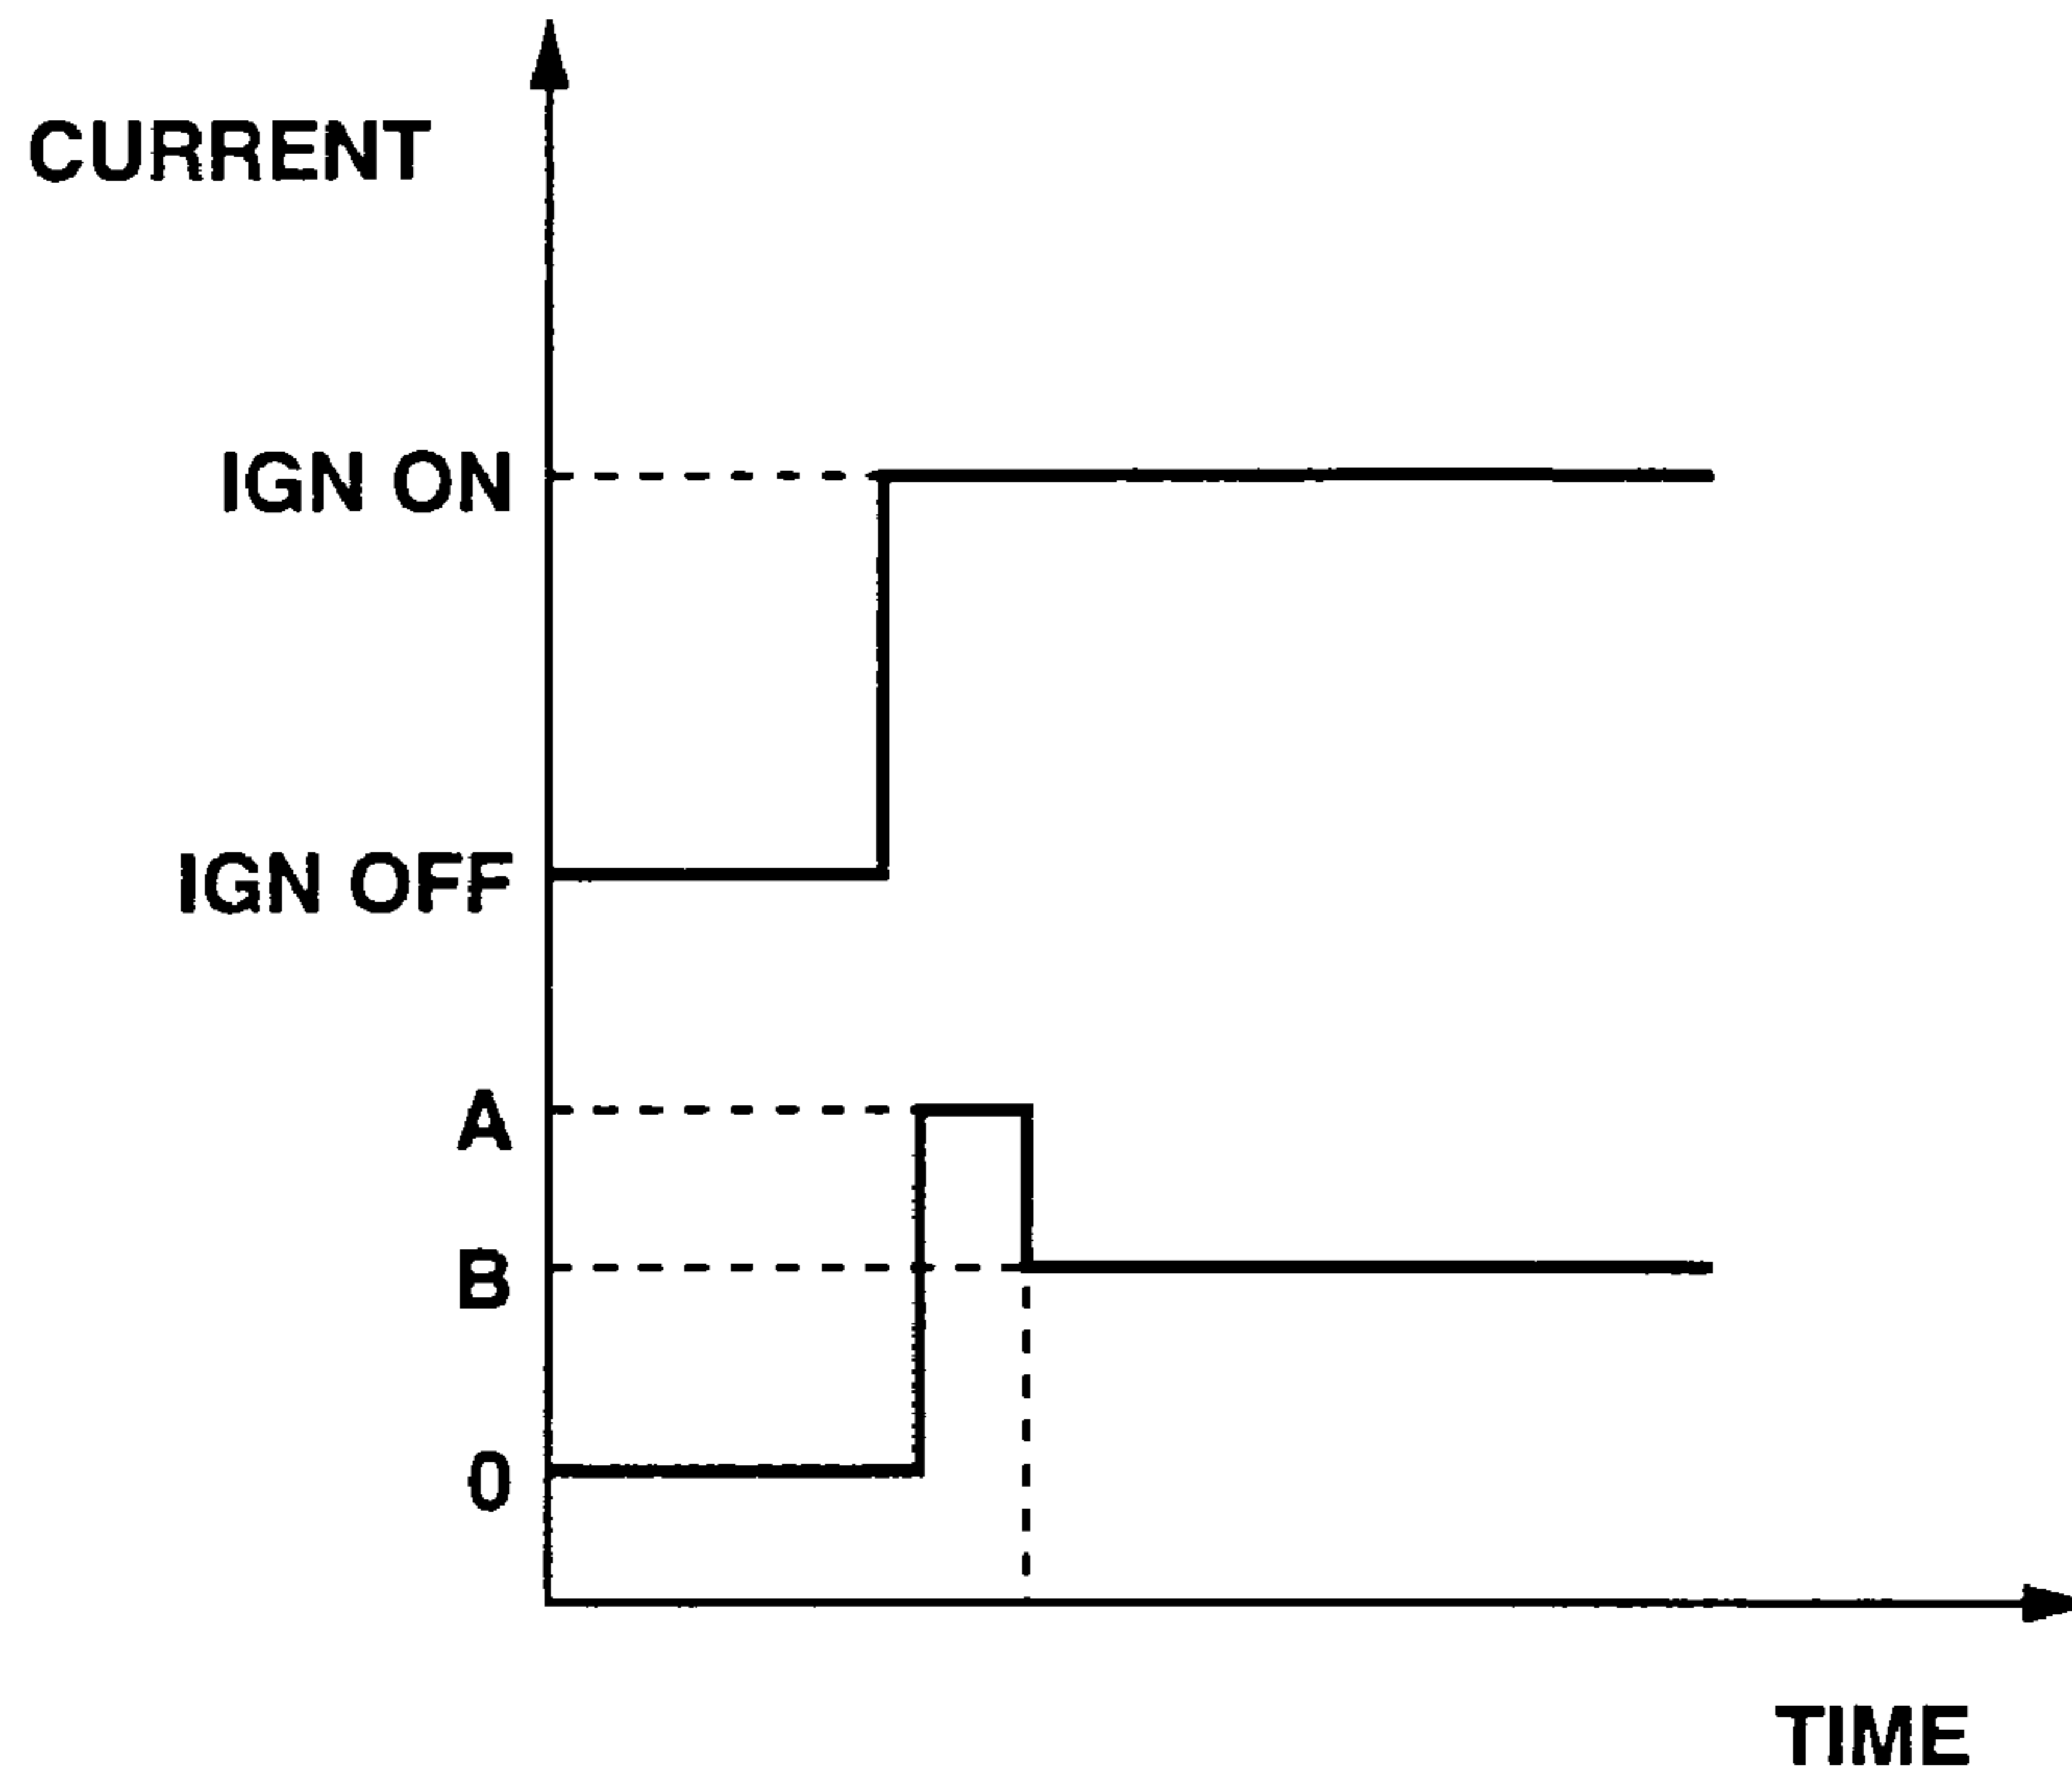 CURRENT
IGN ON
IGN OFF
A
B
0
TIME